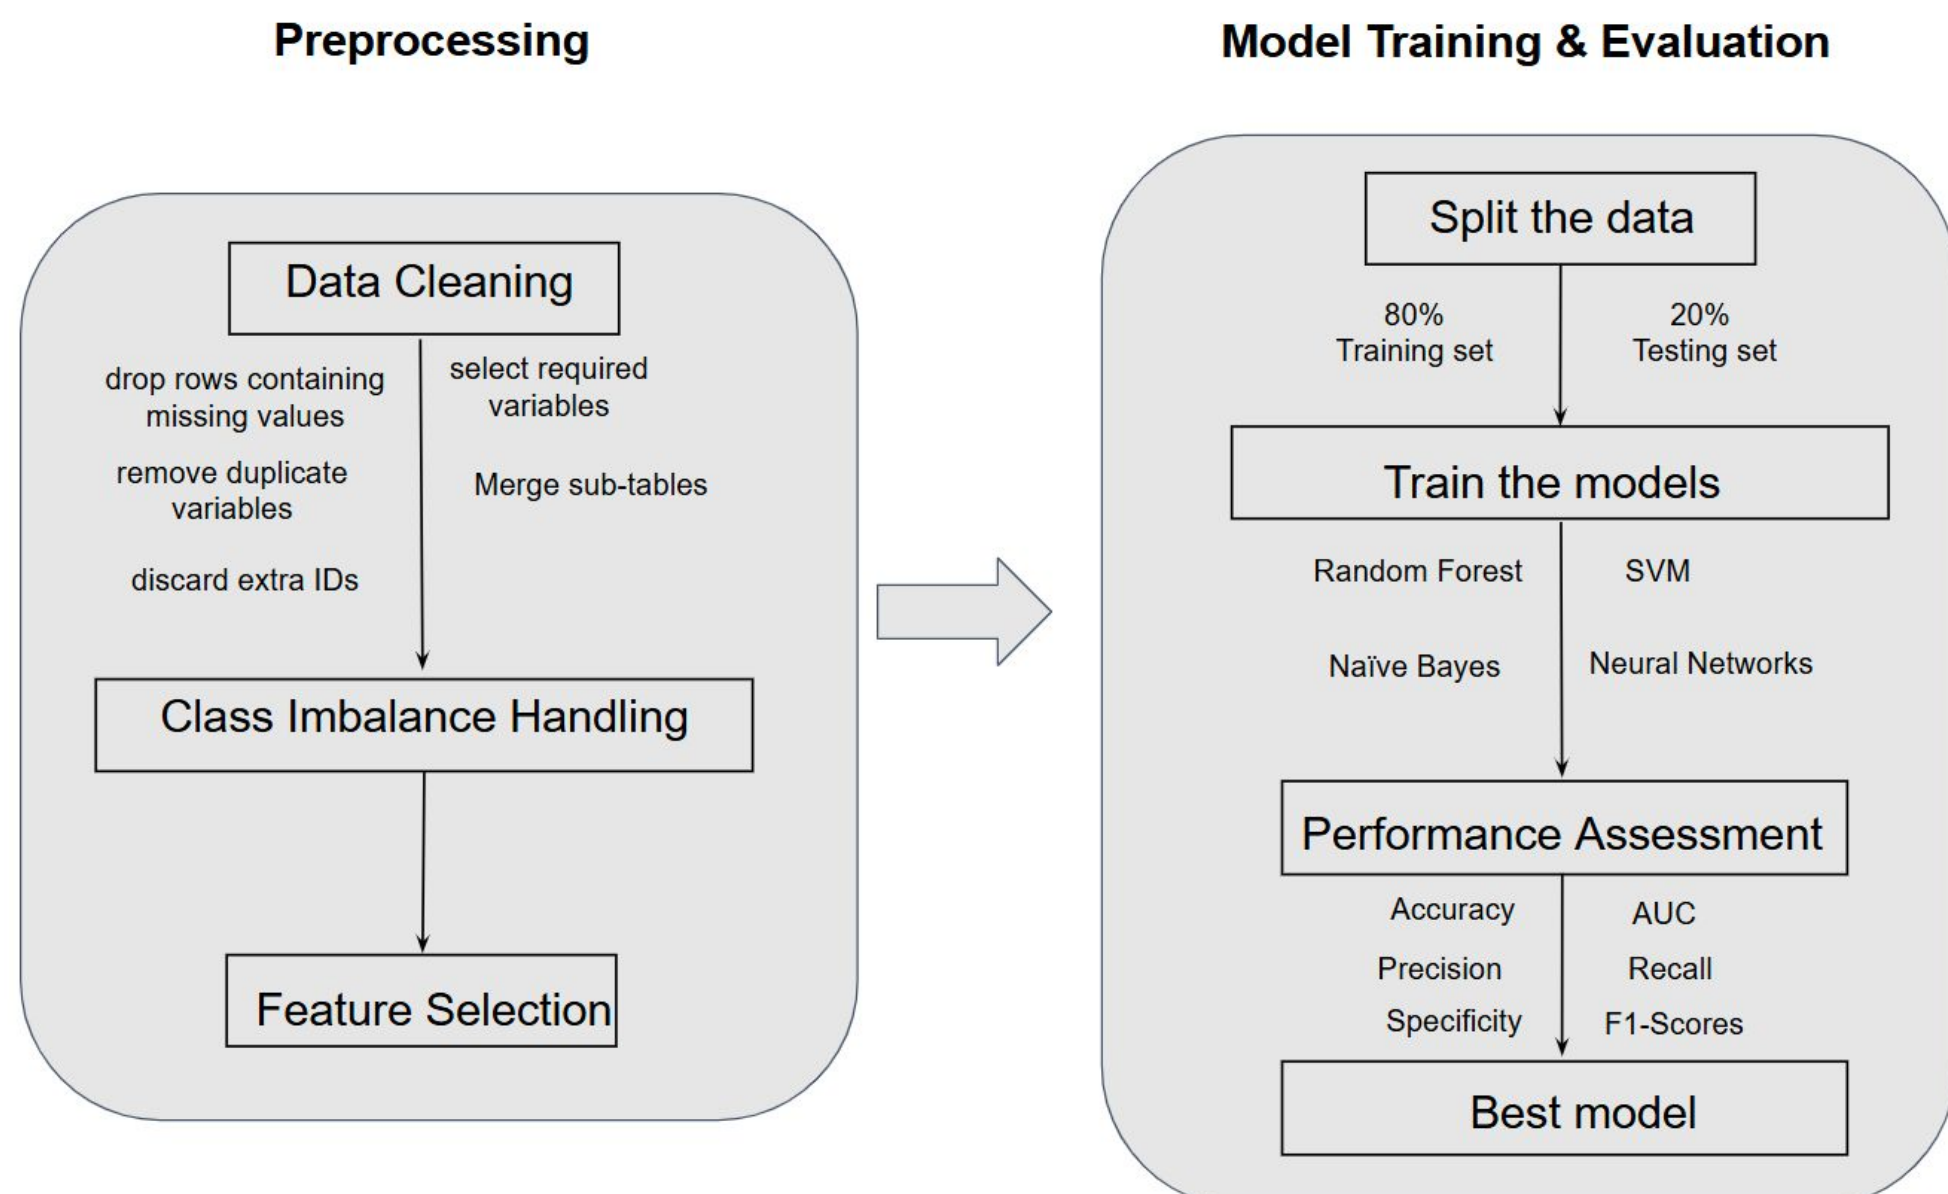 Preprocessing
Data Cleaning
drop rows containing
missing values
remove duplicate
variables
discard extra IDs
select required
variables
Merge sub-tables
Class Imbalance Handling
Feature Selection
Model Training & Evaluation
Split the data
80%
Training set
20%
Testing set
Train the models
Random Forest
SVM
Naïve Bayes
Neural Networks
Performance Assessment
Accuracy
AUC
Precision
Recall
Specificity
F1-Scores
Best model